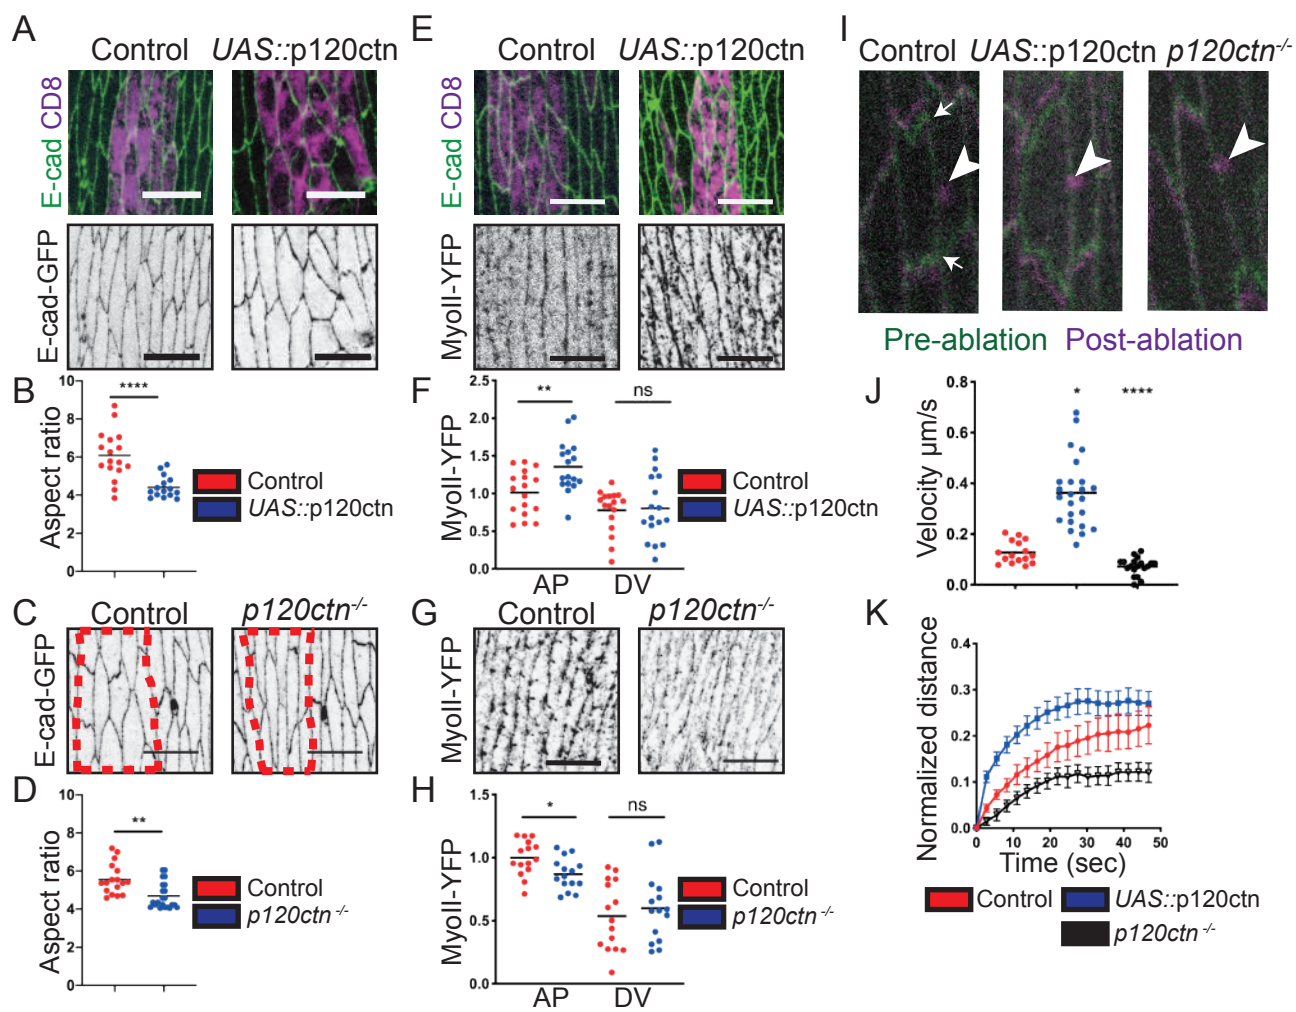 A
Control
UAS::p120ctn
E-cad CD8
E-cad-GFP
B
Aspect ratio
10
8
6
4
2
0
****
Control
UAS::p120ctn
C
Control
p120ctn-/-
E-cad-GFP
D
Aspect ratio
10
8
6
4
2
0
**
Control
p120ctn -/-
E
Control
UAS::p120ctn
E-cad CD8
MyoII-YFP
F
MyoII-YFP
2.5
2.0
1.5
1.0
0.5
0.0
**
ns
AP
DV
Control
UAS::p120ctn
G
Control
p120ctn-/-
MyoII-YFP
H
MyoII-YFP
1.5
1.0
0.5
0.0
*
ns
AP
DV
Control
p120ctn -/-
I
Control
UAS::p120ctn
p120ctn-/-
Pre-ablation
Post-ablation
J
Velocity μm/s
0.8
0.6
0.4
0.2
0.0
*
****
K
Normalized distance
0.4
0.3
0.2
0.1
0.0
0
10
20
30
40
50
Time (sec)
Control
UAS::p120ctn
p120ctn -/-